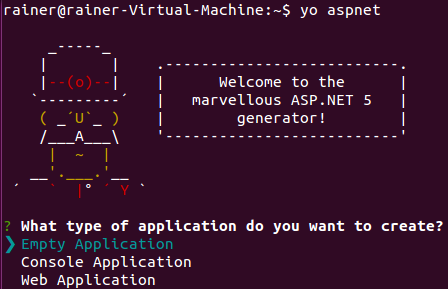 rainer@rainer-Virtual-Machine:~$ yo aspnet
     _-----_
    |       |    .--------------------------.
    |--(o)--|    |      Welcome to the      |
   `---------´   |   marvellous ASP.NET 5   |
    ( _´U`_ )    |        generator!        |
    /___A___\    '--------------------------'
     |  ~  |
   __'.___.'__
 ´   `  |° ´ Y `
? What type of application do you want to create?
❯ Empty Application
Console Application
Web Application